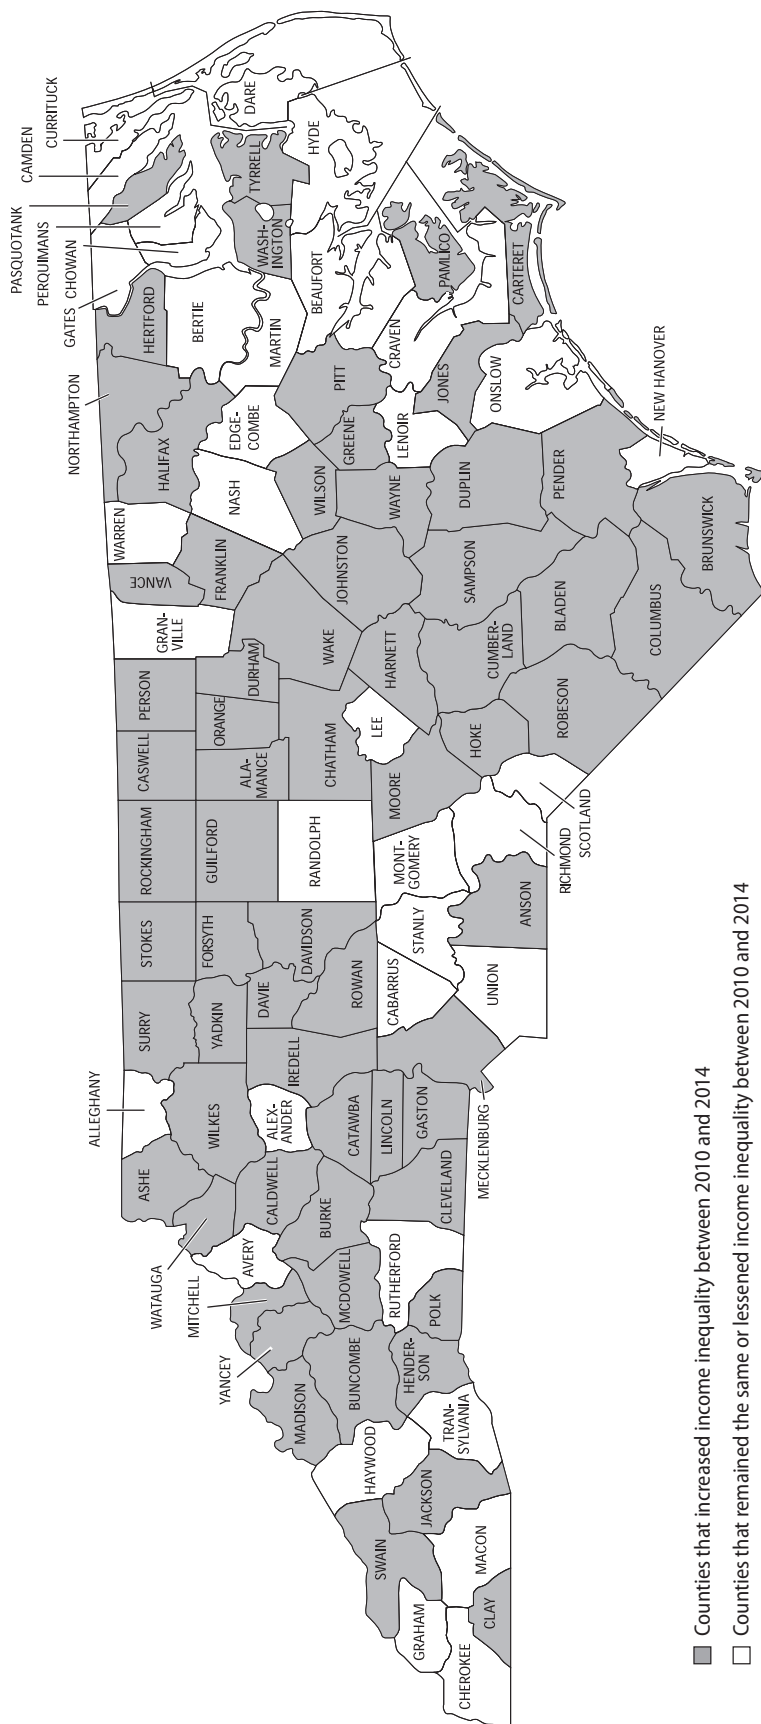 CHEROKEE
GRAHAM
CLAY
MACON
SWAIN
JACKSON
HAYWOOD
TRAN-
SYLVANIA
MADISON
BUNCOMBE
HENDER-
SON
YANCEY
MITCHELL
WATAUGA
AVERY
MCDOWELL
RUTHERFORD
POLK
ASHE
ALLEGHANY
WILKES
CALDWELL
BURKE
CLEVELAND
ALEX-
ANDER
CATAWBA
LINCOLN
GASTON
MECKLENBURG
SURRY
YADKIN
IREDELL
DAVIE
ROWAN
CABARRUS
UNION
STOKES
FORSYTH
DAVIDSON
STANLY
ANSON
ROCKINGHAM
GUILFORD
RANDOLPH
MONT-
GOMERY
RICHMOND
SCOTLAND
CASWELL
ALA-
MANCE
ORANGE
CHATHAM
MOORE
HOKE
LEE
PERSON
DURHAM
WAKE
HARNETT
CUMBER-
LAND
ROBESON
GRAN-
VILLE
VANCE
WARREN
FRANKLIN
JOHNSTON
SAMPSON
BLADEN
COLUMBUS
BRUNSWICK
NORTHAMPTON
HALIFAX
NASH
EDGE-
COMBE
WILSON
WAYNE
DUPLIN
PENDER
NEW HANOVER
GREENE
PITT
LENOIR
JONES
ONSLOW
HERTFORD
BERTIE
MARTIN
BEAUFORT
CRAVEN
PAMLICO
CARTERET
GATES
CHOWAN
PERQUIMANS
PASQUOTANK
CAMDEN
CURRITUCK
WASH-
INGTON
TYRRELL
DARE
HYDE
Counties that increased income inequality between 2010 and 2014
Counties that remained the same or lessened income inequality between 2010 and 2014